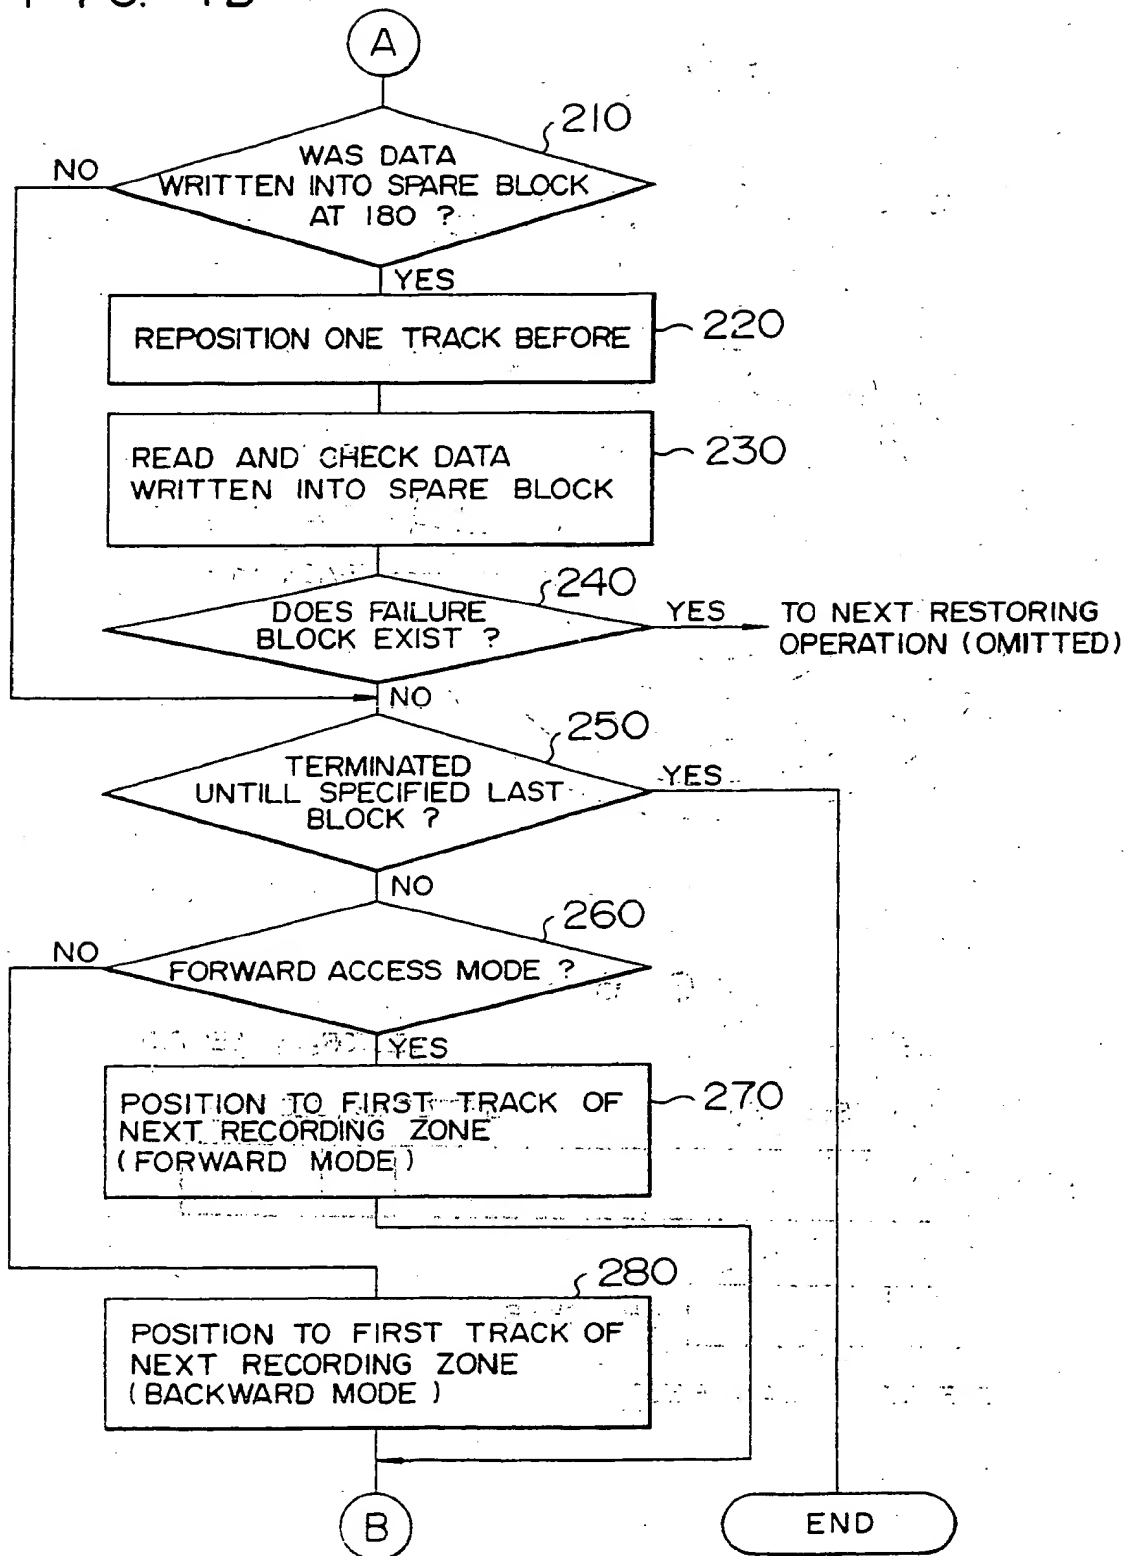 A
210
WAS DATA
WRITTEN INTO SPARE BLOCK
AT 180 ?
NO
YES
REPOSITION ONE TRACK BEFORE
220
READ AND CHECK DATA
WRITTEN INTO SPARE BLOCK
230
240
DOES FAILURE
BLOCK EXIST ?
YES
TO NEXT RESTORING
OPERATION (OMITTED)
NO
250
TERMINATED
UNTILL SPECIFIED LAST
BLOCK ?
YES
NO
260
NO
FORWARD ACCESS MODE ?
YES
POSITION TO FIRST TRACK OF
NEXT RECORDING ZONE
(FORWARD MODE)
270
280
POSITION TO FIRST TRACK OF
NEXT RECORDING ZONE
(BACKWARD MODE)
B
END